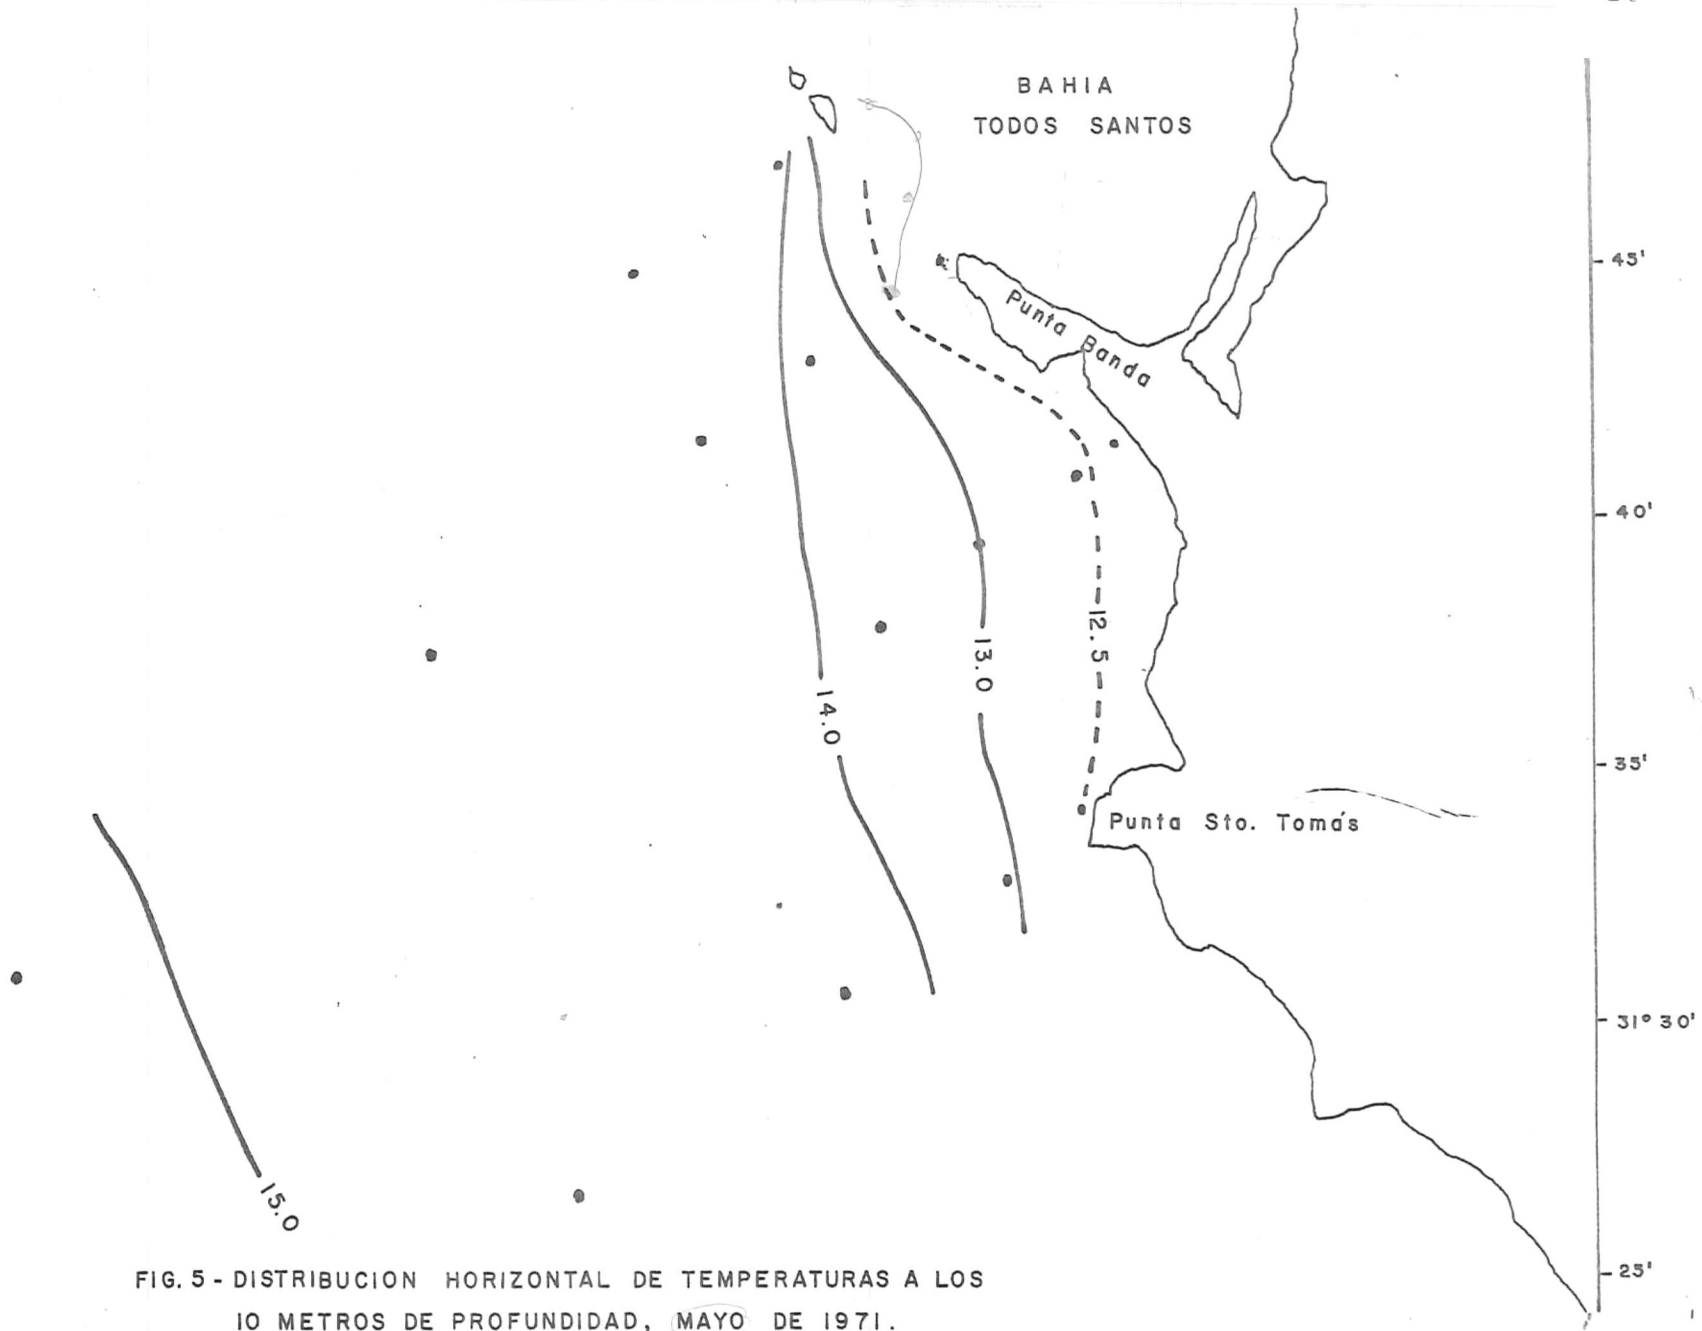 BAHIA
TODOS SANTOS
45'
Punta Banda
40'
12.5
13.0
14.0
35'
Punta Sto. Tomás
31° 30'
15.0
25'
FIG. 5 - DISTRIBUCION HORIZONTAL DE TEMPERATURAS A LOS
10 METROS DE PROFUNDIDAD, MAYO DE 1971.